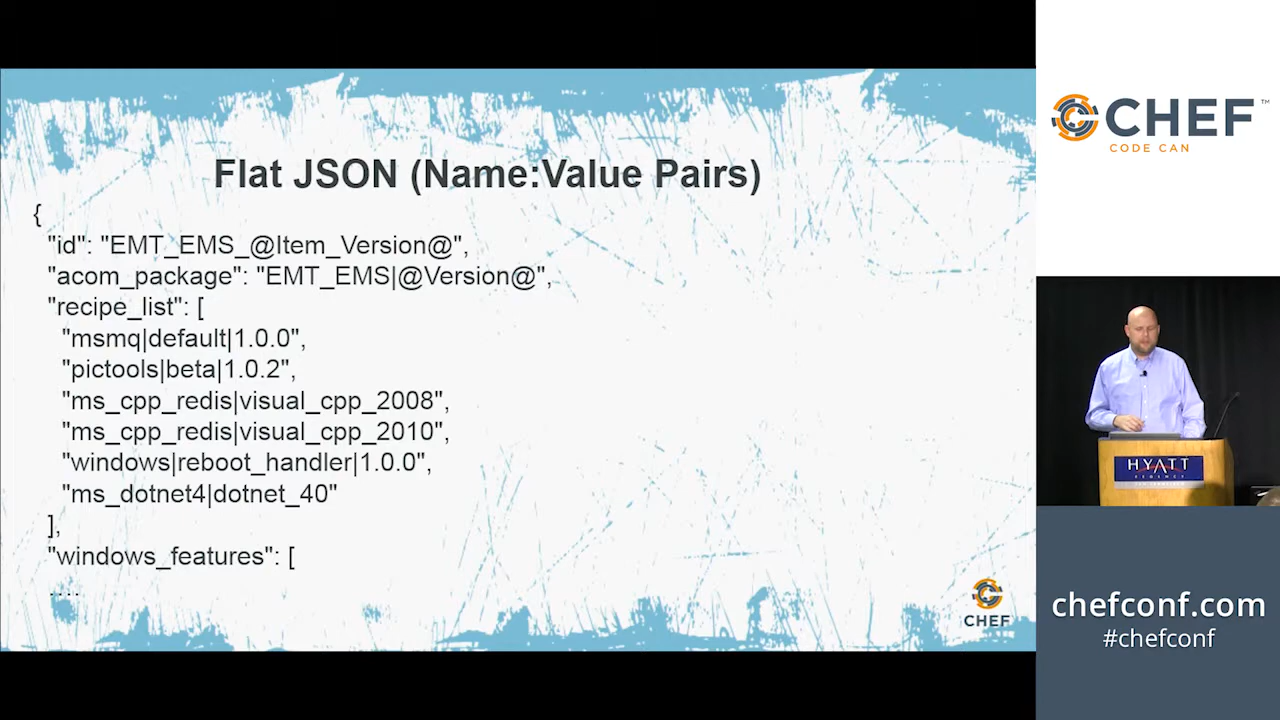 Flat JSON (Name:Value Pairs)
{
"id": "EMT_EMS_@Item_Version@",
"acom_package": "EMT_EMS|@Version@",
"recipe_list": [
"msmq|default|1.0.0",
"pictools|beta|1.0.2",
"ms_cpp_redis|visual_cpp_2008",
"ms_cpp_redis|visual_cpp_2010",
"windows|reboot_handler|1.0.0",
"ms_dotnet4|dotnet_40"
],
"windows_features": [
....
CHEF
CHEF™
CODE CAN
HYATT
REGENCY
chefconf.com
#chefconf